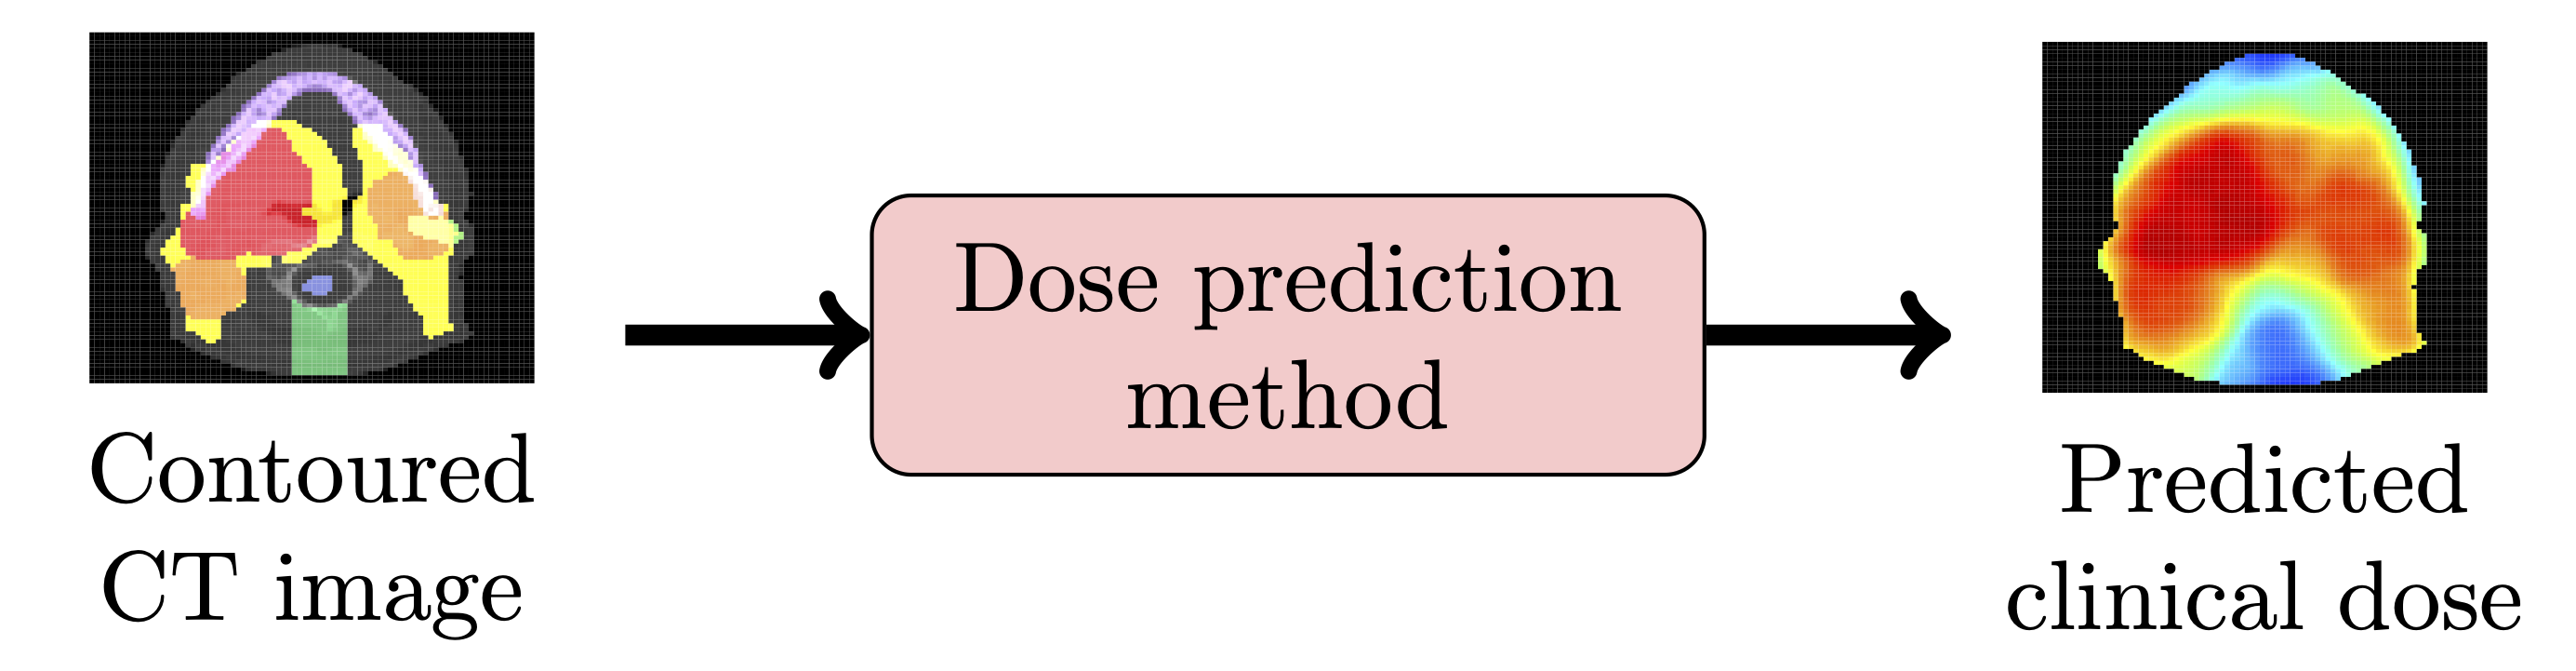 Contoured
CT image
Dose prediction
method
Predicted
clinical dose